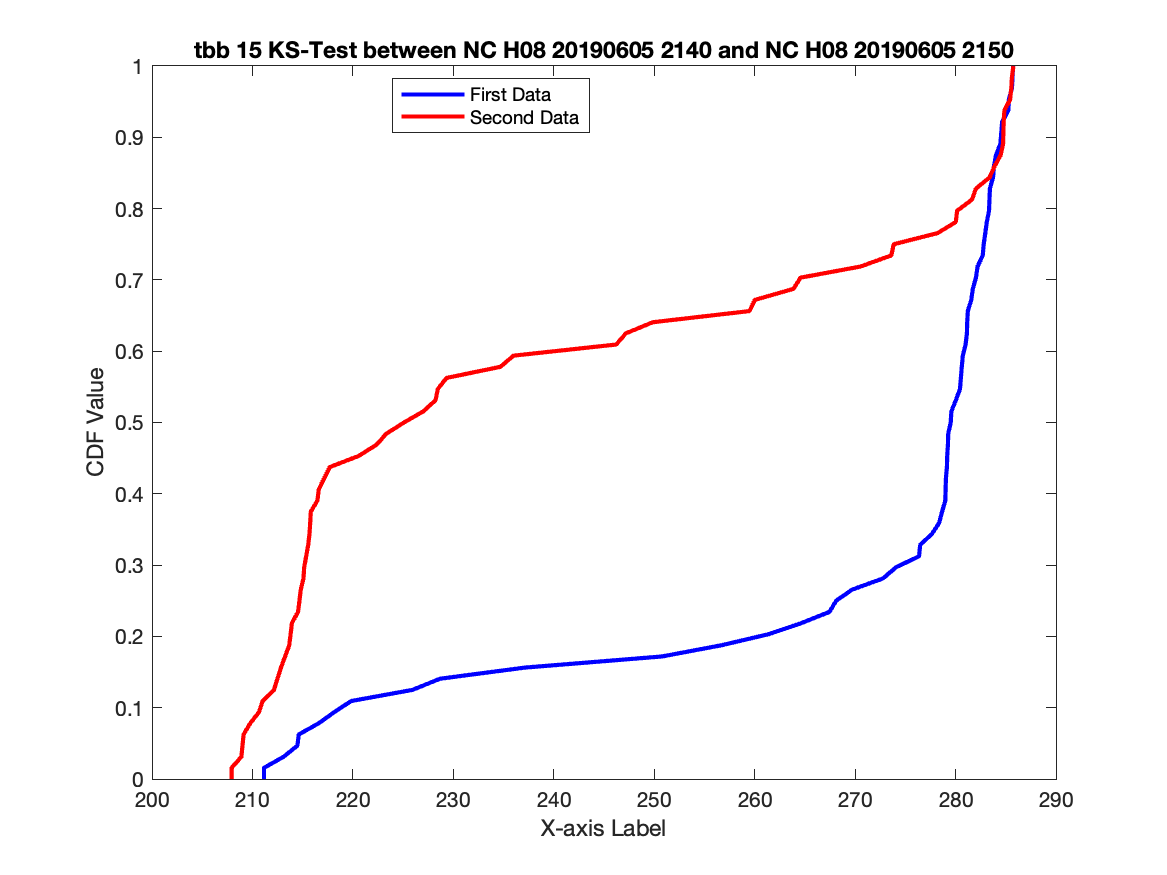 tbb 15 KS-Test between NC H08 20190605 2140 and NC H08 20190605 2150
First Data
Second Data
1
0.9
0.8
0.7
0.6
0.5
0.4
0.3
0.2
0.1
0
CDF Value
200 210 220 230 240 250 260 270 280 290
X-axis Label